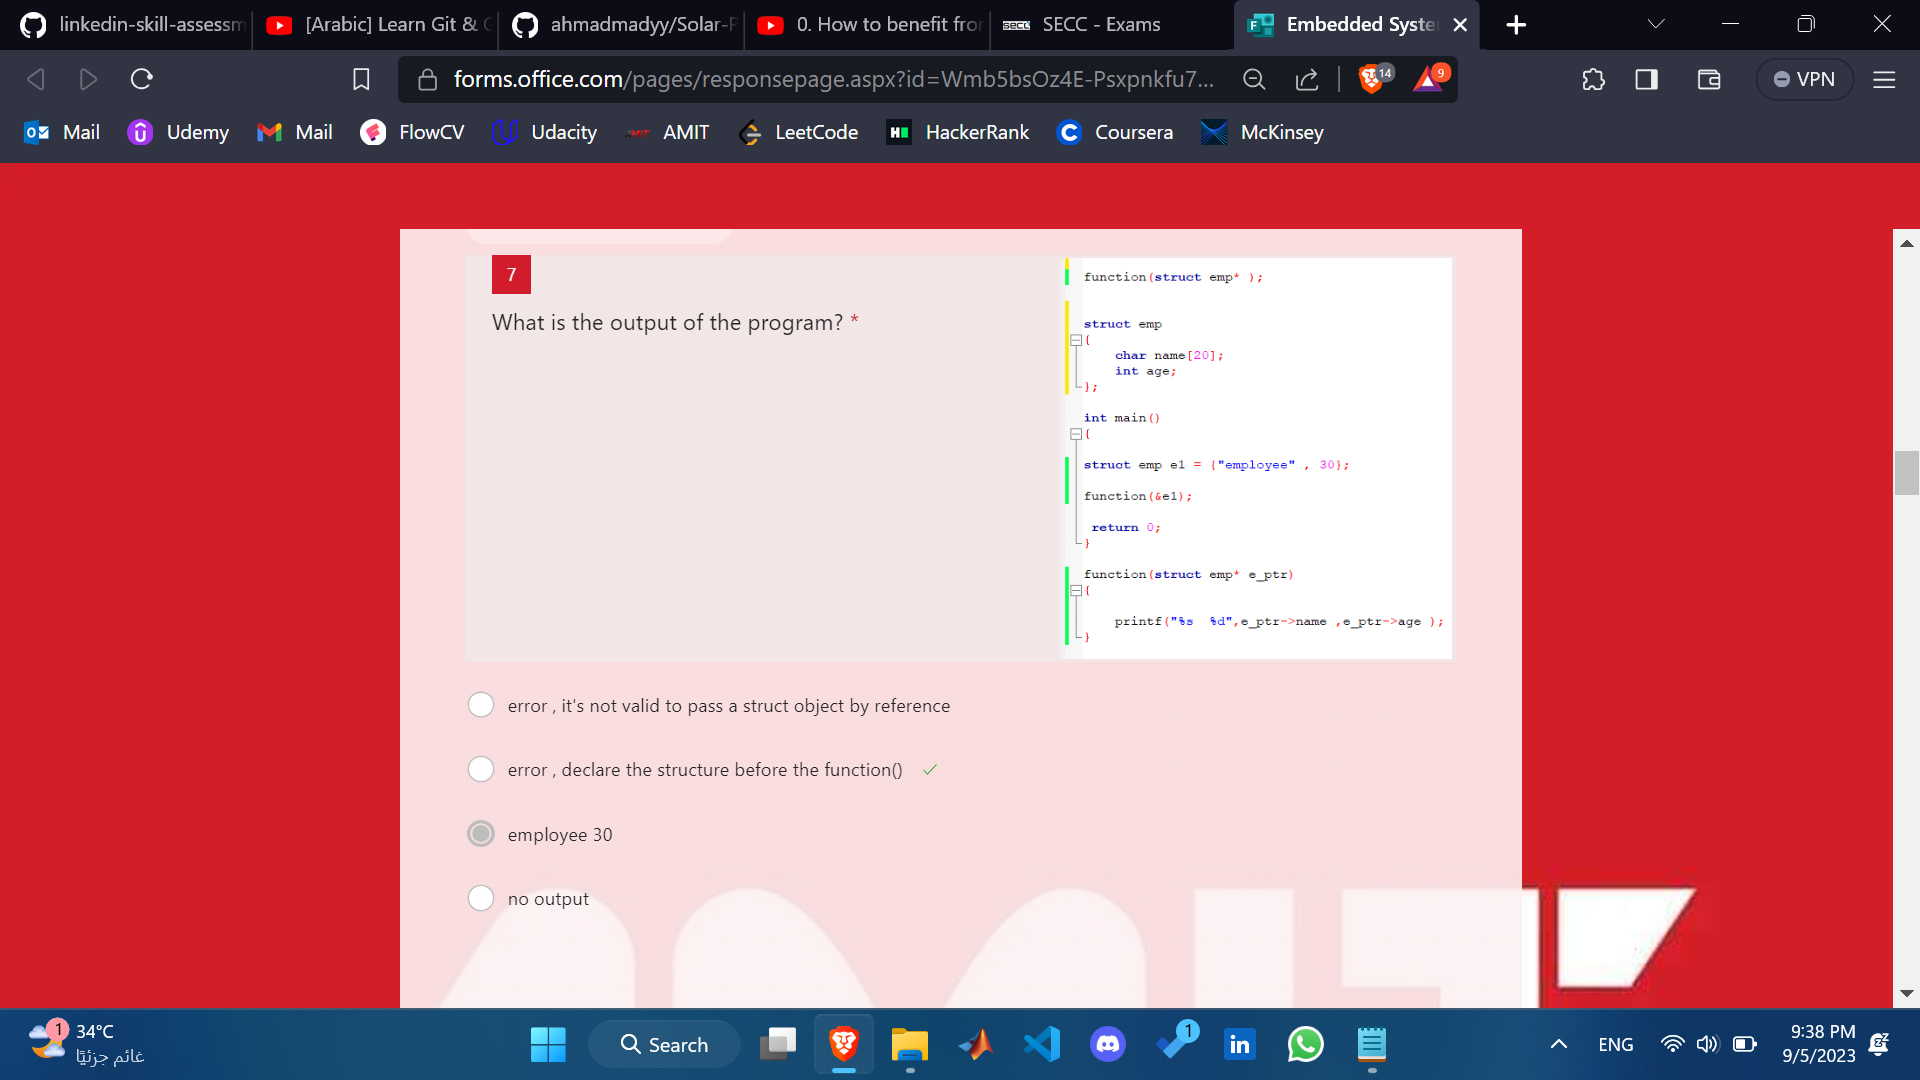 linkedin-skill-assessm
[Arabic] Learn Git & G
ahmadmadyy/Solar-P
0. How to benefit fror
SECC - Exams
Embedded Syste
forms.office.com/pages/responsepage.aspx?id=Wmb5bsOz4E-Psxpnkfu7...
14
9
VPN
Mail
Udemy
Mail
FlowCV
Udacity
AMIT
LeetCode
HackerRank
Coursera
McKinsey
7
What is the output of the program? *
function(struct emp* );
struct emp
{
char name[20];
int age;
};
int main()
{
struct emp e1 = {"employee" , 30};
function(&e1);
return 0;
}
function(struct emp* e_ptr)
{
printf("%s  %d",e_ptr->name ,e_ptr->age );
}
error , it's not valid to pass a struct object by reference
error , declare the structure before the function()
employee 30
no output
1
34°C
غائم جزئيًا
Search
1
ENG
9:38 PM
9/5/2023